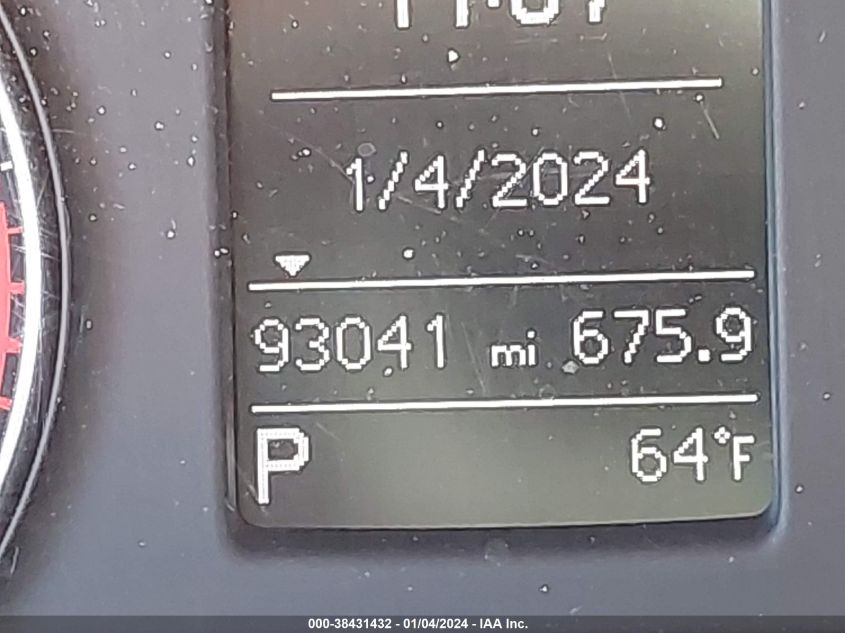 1/4/2024
93041 mi 675.9
P 64°F
000-38431432 - 01/04/2024 - IAA Inc.